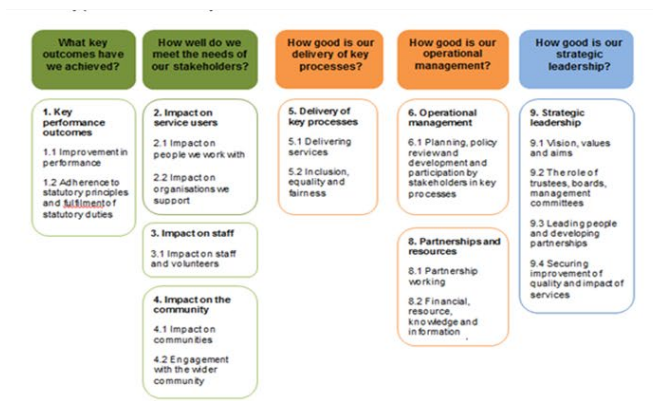 What key
outcomes have
we achieved?
How well do we
meet the needs of
our stakeholders?
How good is our
delivery of key
processes?
How good is our
operational
management?
How good is our
strategic
leadership?
1. Key
performance
outcomes
1.1 Improvement in
performance
1.2 Adherence to
statutory principles
and fulfilment of
statutory duties
2. Impact on
service users
2.1 Impact on
people we work with
2.2 Impact on
organisations we
support
3. Impact on staff
3.1 Impact on staff
and volunteers
4. Impact on the
community
4.1 Impact on
communities
4.2 Engagement
with the wider
community
5. Delivery of
key processes
5.1 Delivering
services
5.2 Inclusion,
equality and
fairness
6. Operational
management
6.1 Planning, policy
review and
development and
participation by
stakeholders in key
processes
8. Partnerships and
resources
8.1 Partnership
working
8.2 Financial,
resource,
knowledge and
information
9. Strategic
leadership
9.1 Vision, values
and aims
9.2 The role of
trustees, boards,
management
committees
9.3 Leading people
and developing
partnerships
9.4 Securing
improvement of
quality and impact of
services